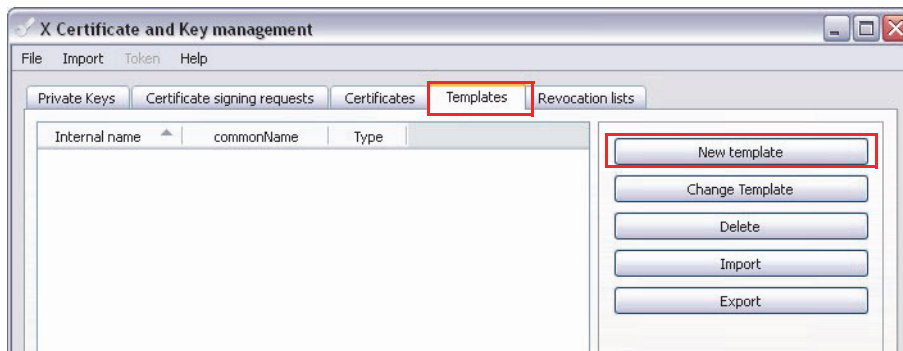 X Certificate and Key management
File Import Token Help
Private Keys Certificate signing requests Certificates Templates Revocation lists
Internal name commonName Type
New template
Change Template
Delete
Import
Export